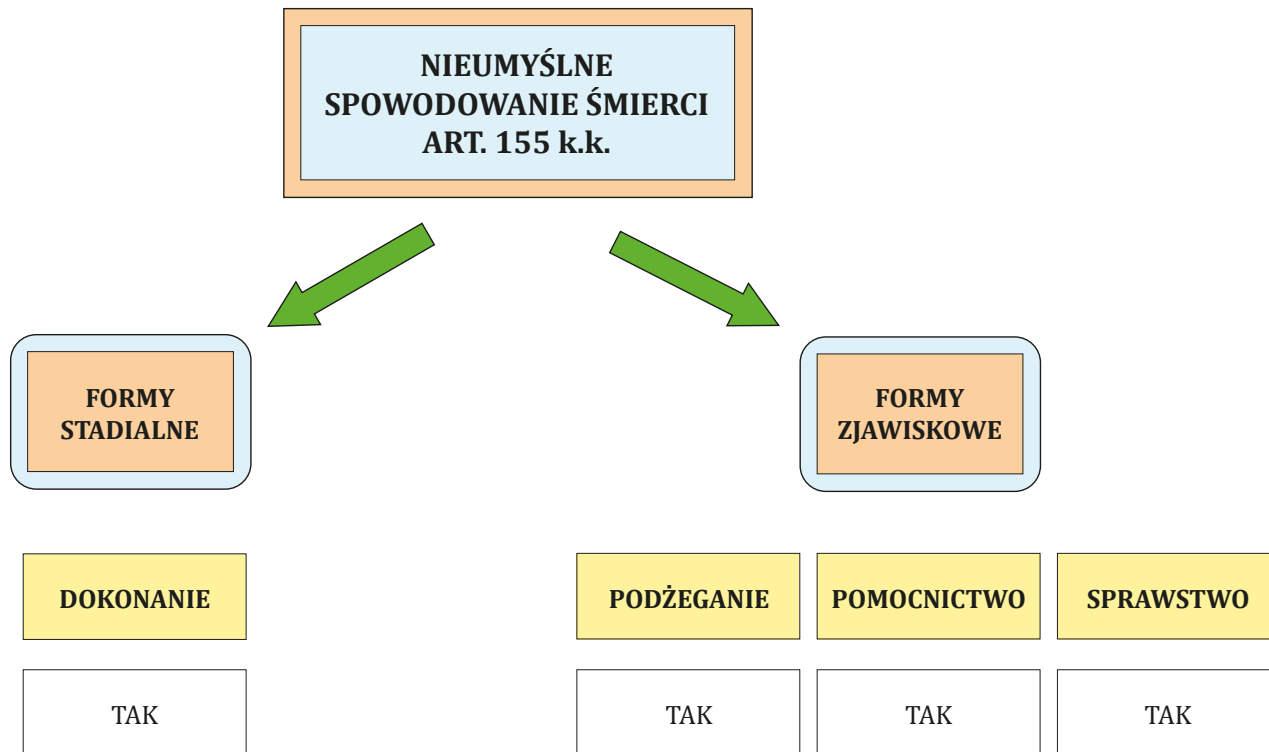 NIEUMYŚLNE
SPOWODOWANIE ŚMIERCI
ART. 155 k.k.
FORMY
STADIALNE
FORMY
ZJAWISKOWE
DOKONANIE
PODŻEGANIE
POMOCNICTWO
SPRAWSTWO
TAK
TAK
TAK
TAK